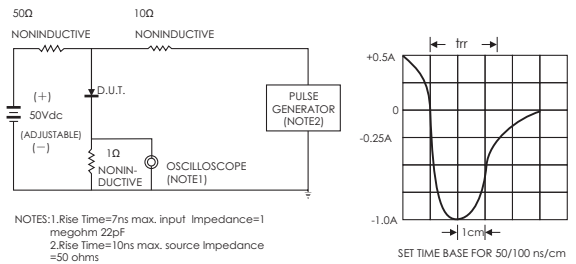 50Ω
NONINDUCTIVE
10Ω
NONINDUCTIVE
(+)
50Vdc
(ADJUSTABLE)
(−)
D.U.T.
PULSE
GENERATOR
(NOTE2)
1Ω
NONIN-
DUCTIVE
OSCILLOSCOPE
(NOTE1)
NOTES:1.Rise Time=7ns max. input Impedance=1
megohm 22pF
2.Rise Time=10ns max. source Impedance
=50 ohms
trr
+0.5A
0
-0.25A
-1.0A
1cm
SET TIME BASE FOR 50/100 ns/cm